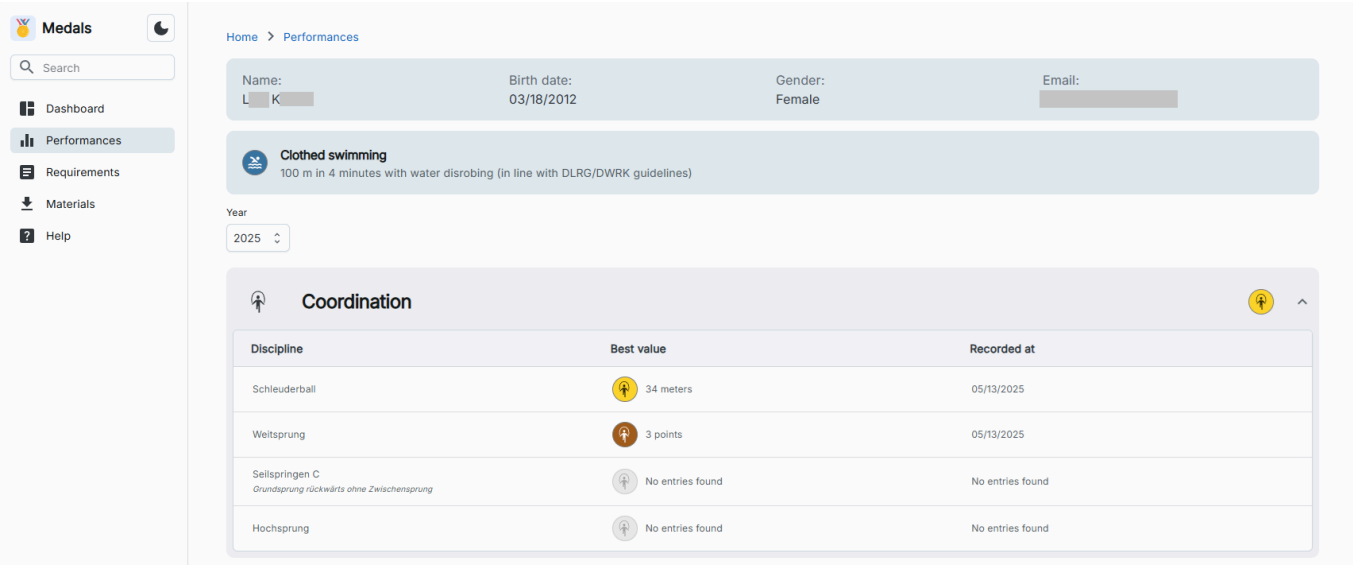 Medals
Search
Dashboard
Performances
Requirements
Materials
Help
Home > Performances
Name: Birth date: Gender: Email:
L K 03/18/2012 Female
Clothed swimming
100 m in 4 minutes with water disrobing (in line with DLRG/DWRK guidelines)
Year
2025
Coordination
Discipline Best value Recorded at
Schleuderball 34 meters 05/13/2025
Weitsprung 3 points 05/13/2025
Seilspringen C No entries found No entries found
Grundsprung rückwärts ohne Zwischensprung
Hochsprung No entries found No entries found